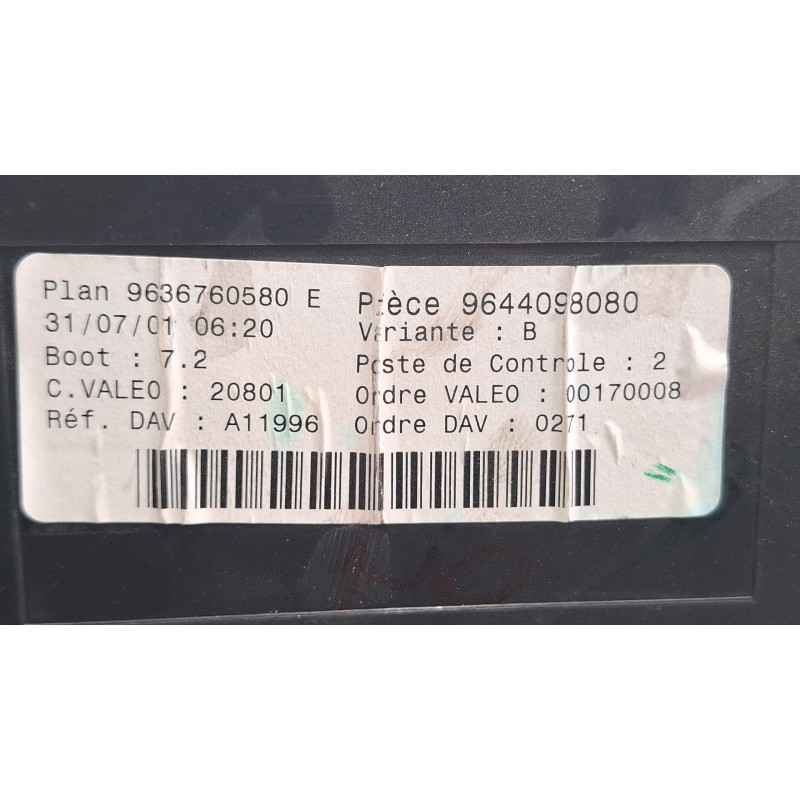 Plan 9636760580 E Pièce 9644098080
31/07/01 06:20 Variante : B
Boot : 7.2 Poste de Controle : 2
C.VALEO : 20801 Ordre VALEO : 00170008
Réf. DAV : A11996 Ordre DAV : 0271